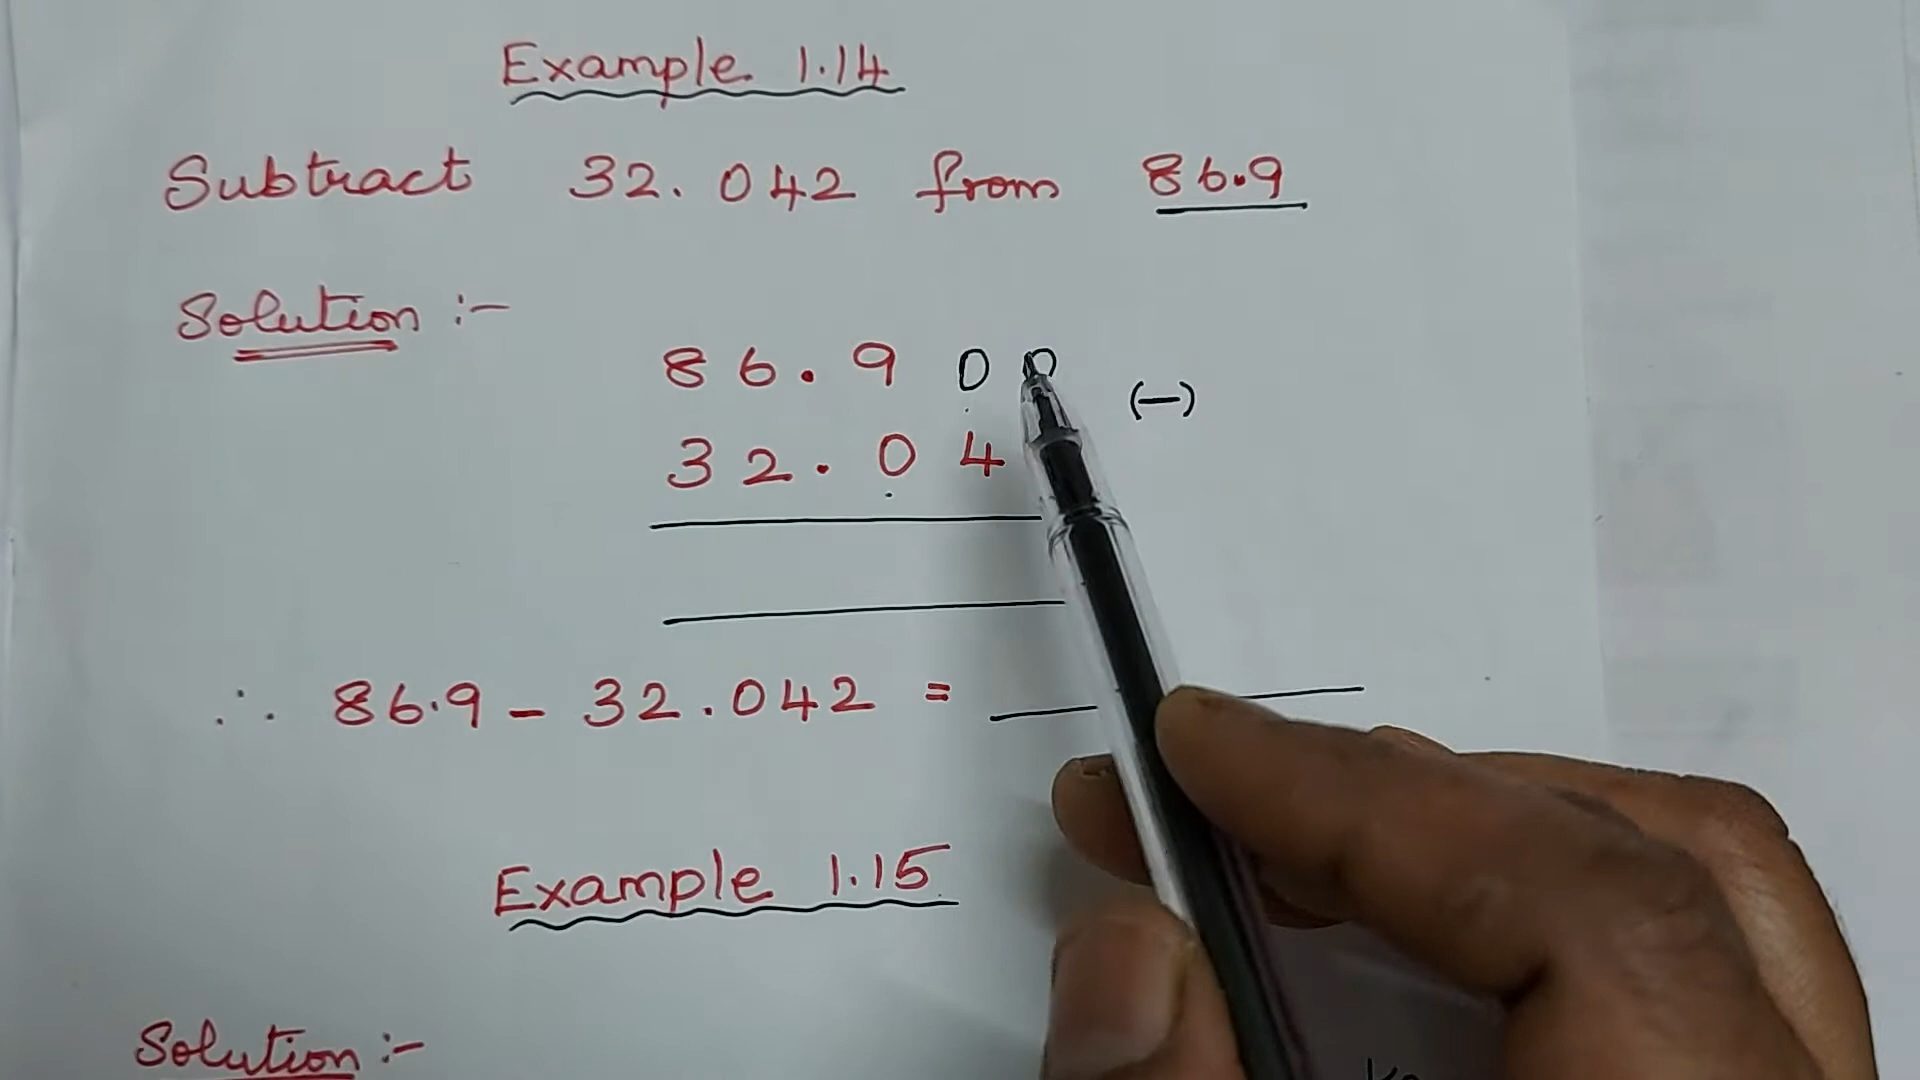 Example 1.14
Subtract 32.042 from 86.9
Solution :-
86.900 (-)
32.04
∴ 86.9 - 32.042 =
Example 1.15
Solution :-